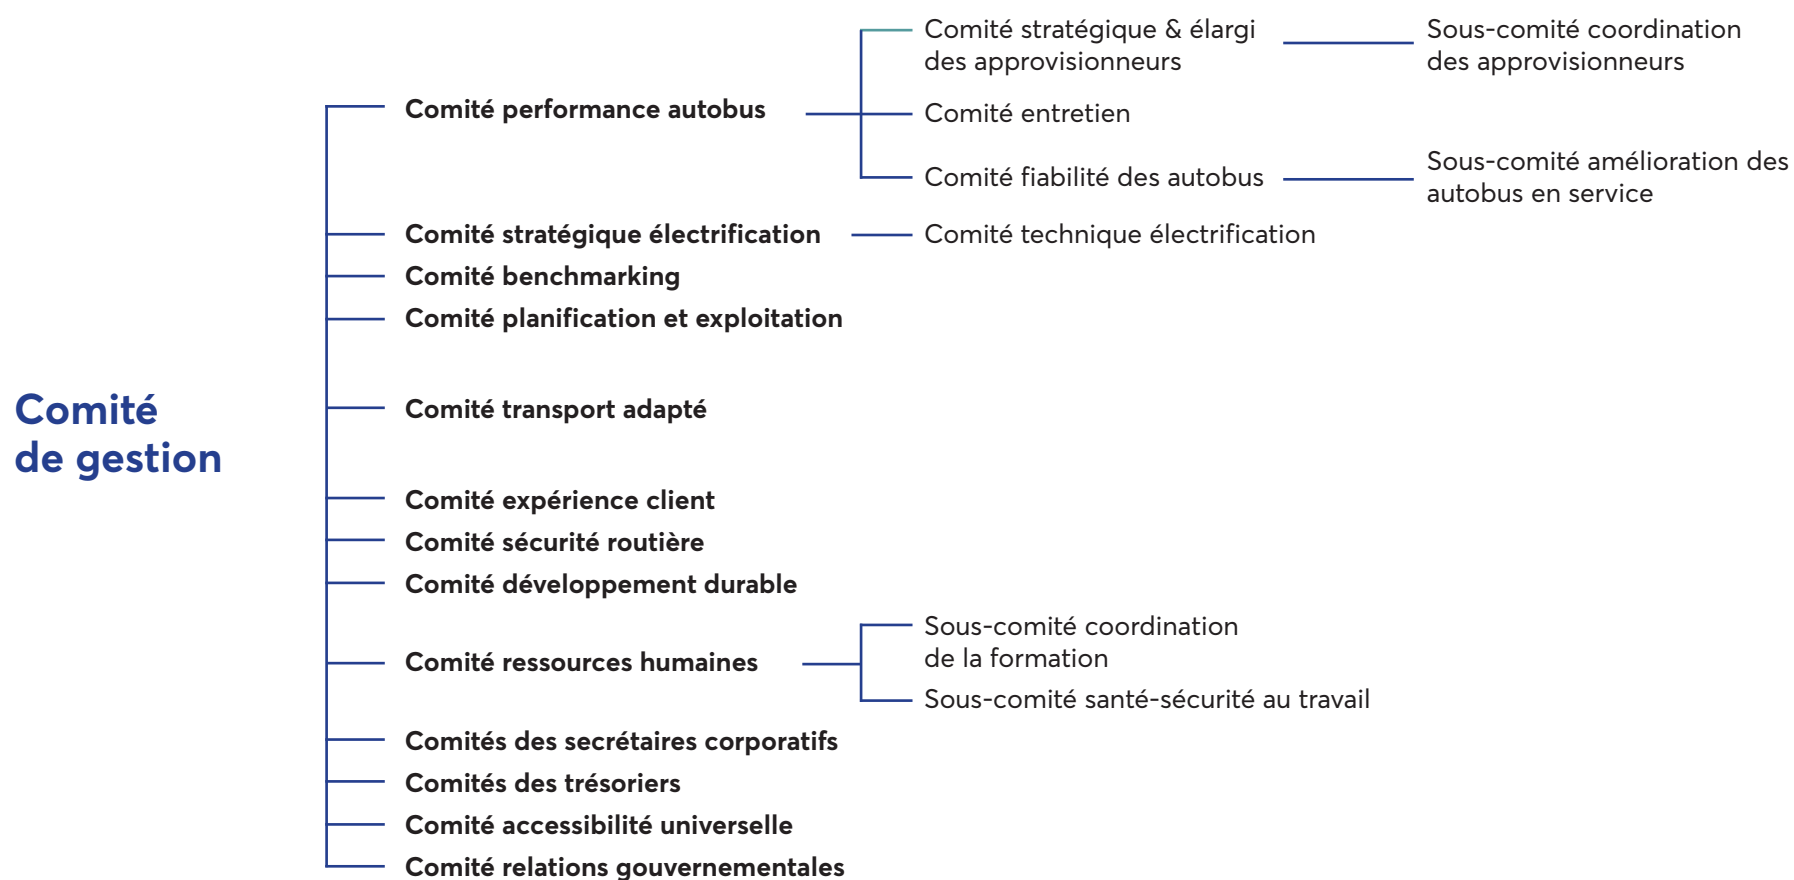 Comité
de gestion
Comité performance autobus
Comité stratégique & élargi
des approvisionneurs
Sous-comité coordination
des approvisionneurs
Comité entretien
Comité fiabilité des autobus
Sous-comité amélioration des
autobus en service
Comité stratégique électrification
Comité technique électrification
Comité benchmarking
Comité planification et exploitation
Comité transport adapté
Comité expérience client
Comité sécurité routière
Comité développement durable
Comité ressources humaines
Sous-comité coordination
de la formation
Sous-comité santé-sécurité au travail
Comités des secrétaires corporatifs
Comités des trésoriers
Comité accessibilité universelle
Comité relations gouvernementales